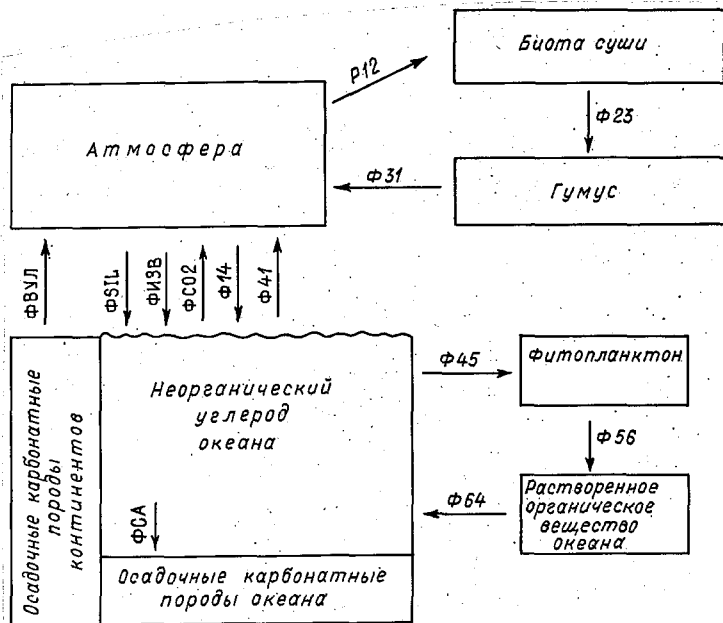 Биота суши
Р12
Ф23
Атмосфера
Ф31
Гумус
ФВУЛ
ФSIL
ФИЗВ
ФСО2
Ф14
Ф41
Осадочные карбонатные
породы
континентов
Неорганический
углерод
океана
Ф45
Фитопланктон
Ф56
ФСА
Ф64
Растворенное
органическое
вещество
океана
Осадочные карбонатные
породы океана